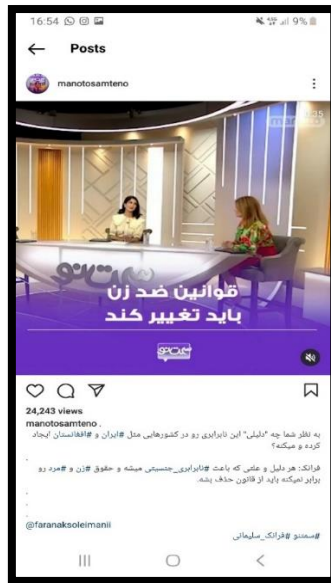 16:54 9%
Posts
manotosamteno
قوانین ضد زن
باید تغییر کند
سمت نو
24,243 views
manotosamteno .
به نظر شما چه "دلیلی" این نابرابری رو در کشورهایی مثل #ایران و #افغانستان ایجاد
کرده و میکنه؟
.
فرانک: هر دلیل و علتی که باعث #نابرابری_جنسیتی میشه و حقوق #زن و #مرد رو
برابر نمیکنه باید از قانون حذف بشه.
.
.
.
@faranaksoleimanii
.
#سمتنو #فرانک_سلیمانی